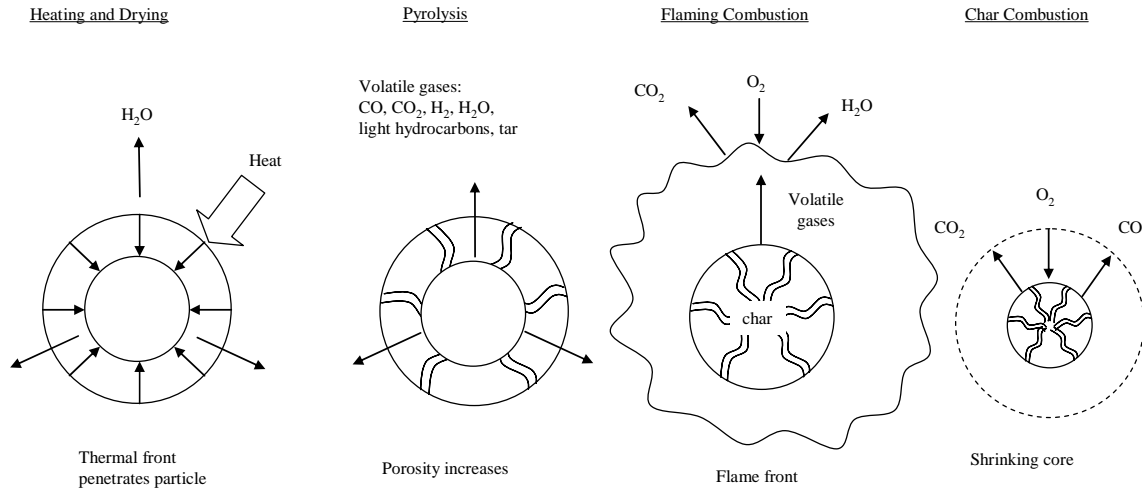 Heating and Drying
H₂O
Heat
Thermal front
penetrates particle
Pyrolysis
Volatile gases:
CO, CO₂, H₂, H₂O,
light hydrocarbons, tar
Porosity increases
Flaming Combustion
CO₂
O₂
H₂O
Volatile
gases
char
Flame front
Char Combustion
CO₂
O₂
CO
Shrinking core